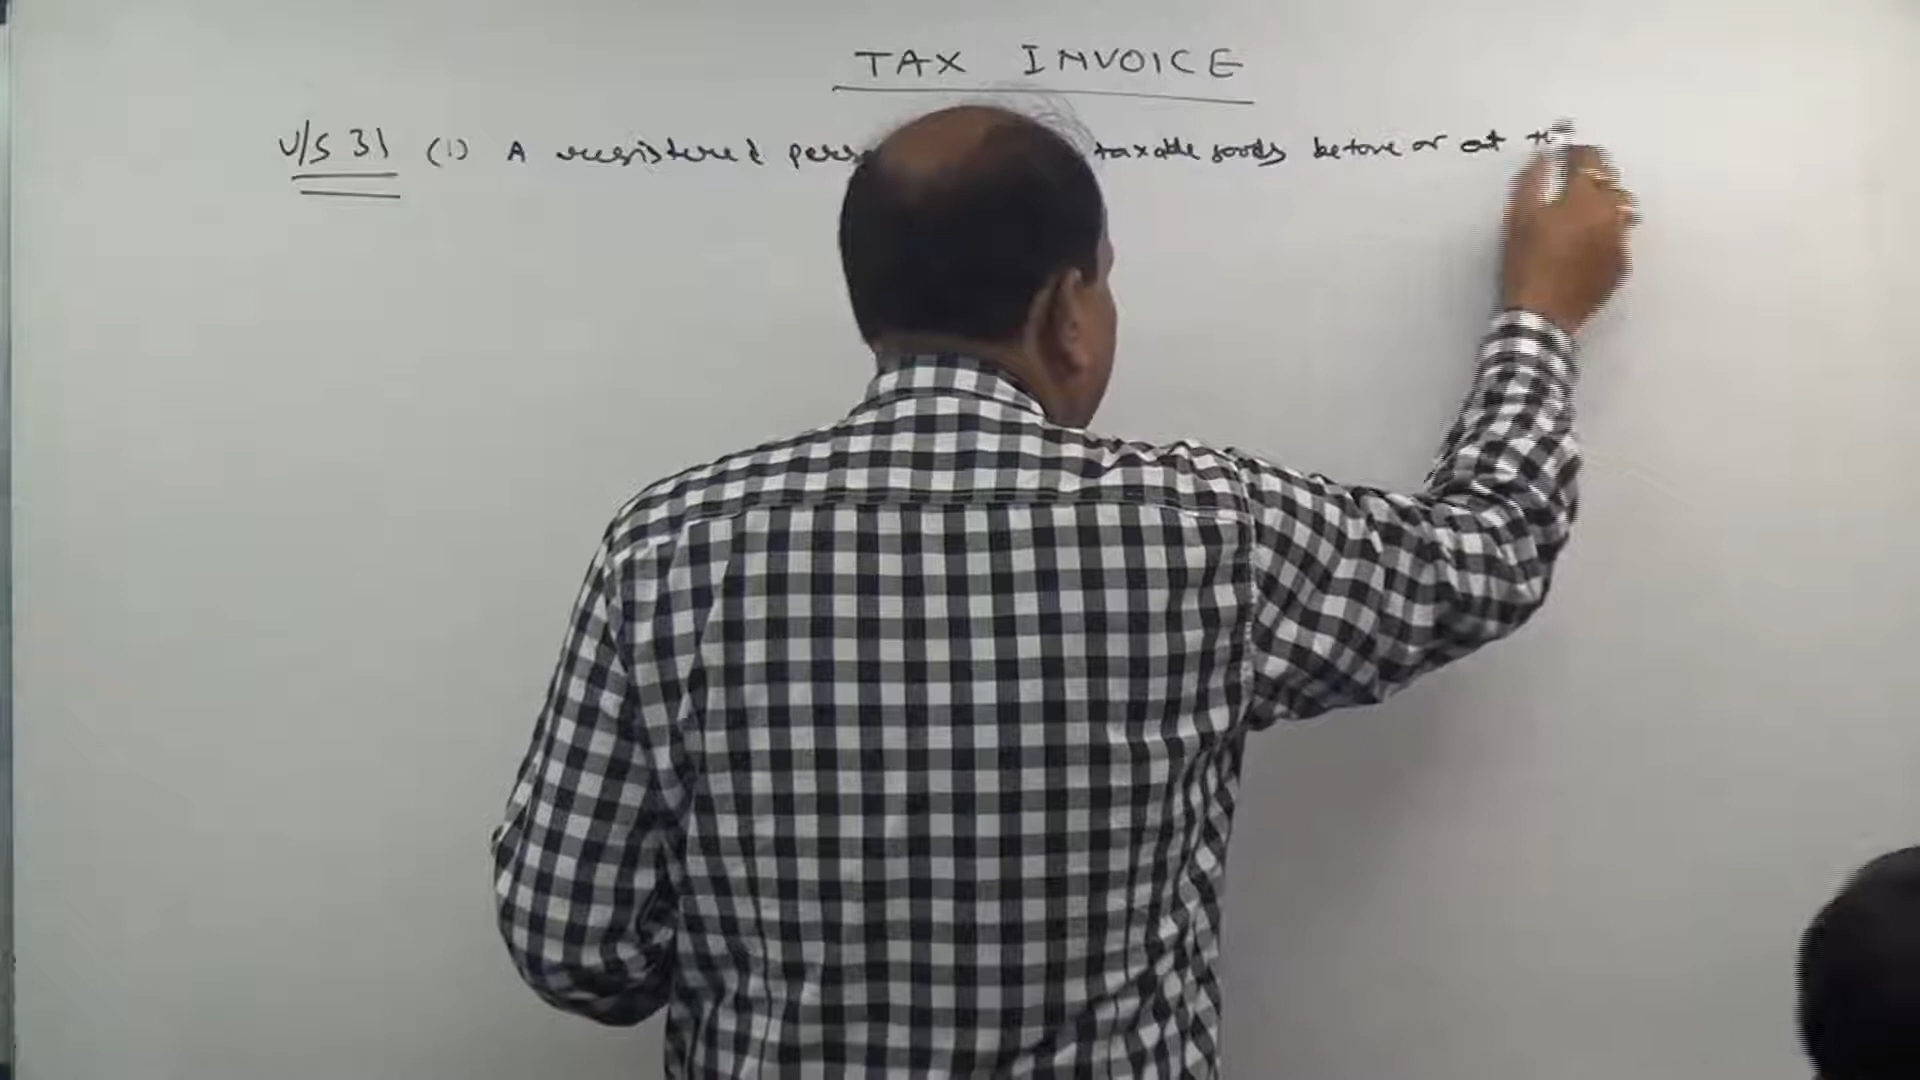 TAX INVOICE
U/S 31 (1) A registered taxable goods before or at